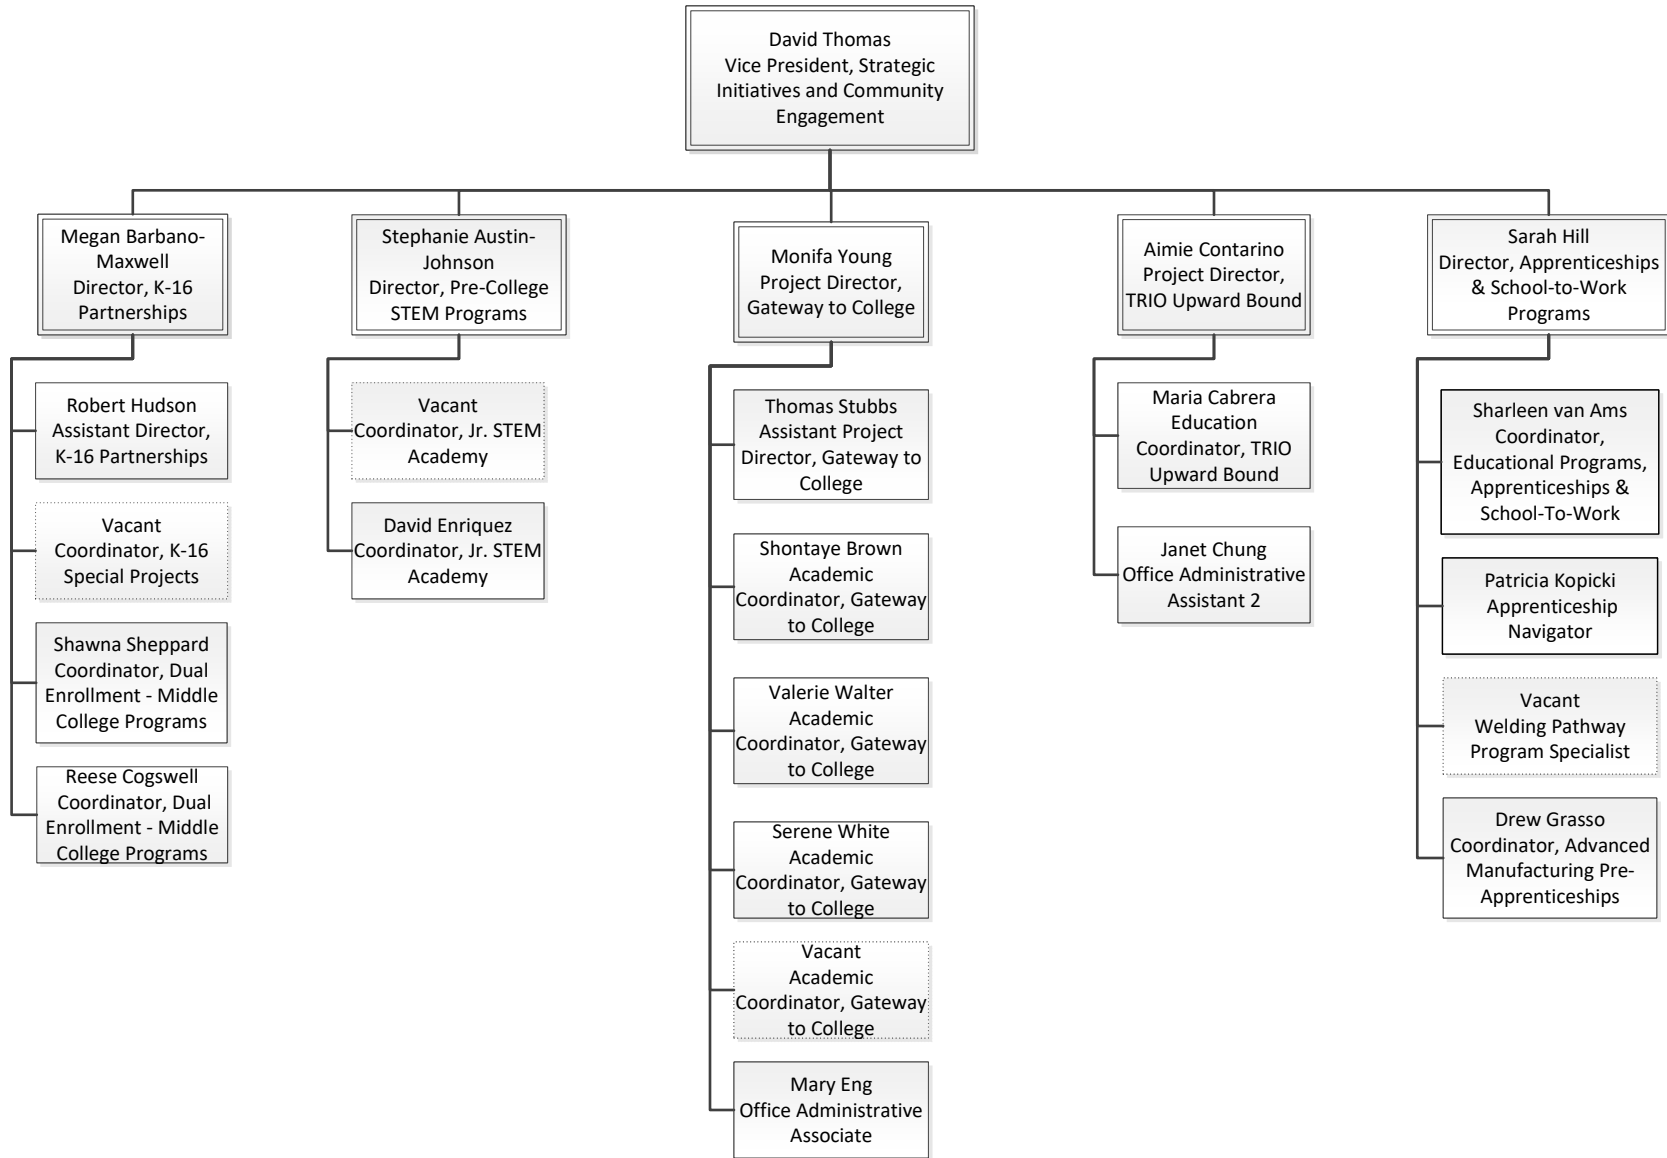 David Thomas
Vice President, Strategic
Initiatives and Community
Engagement
Megan Barbano-
Maxwell
Director, K-16
Partnerships
Robert Hudson
Assistant Director,
K-16 Partnerships
Vacant
Coordinator, K-16
Special Projects
Shawna Sheppard
Coordinator, Dual
Enrollment - Middle
College Programs
Reese Cogswell
Coordinator, Dual
Enrollment - Middle
College Programs
Stephanie Austin-
Johnson
Director, Pre-College
STEM Programs
Vacant
Coordinator, Jr. STEM
Academy
David Enriquez
Coordinator, Jr. STEM
Academy
Monifa Young
Project Director,
Gateway to College
Thomas Stubbs
Assistant Project
Director, Gateway to
College
Shontaye Brown
Academic
Coordinator, Gateway
to College
Valerie Walter
Academic
Coordinator, Gateway
to College
Serene White
Academic
Coordinator, Gateway
to College
Vacant
Academic
Coordinator, Gateway
to College
Mary Eng
Office Administrative
Associate
Aimie Contarino
Project Director,
TRIO Upward Bound
Maria Cabrera
Education
Coordinator, TRIO
Upward Bound
Janet Chung
Office Administrative
Assistant 2
Sarah Hill
Director, Apprenticeships
& School-to-Work
Programs
Sharleen van Ams
Coordinator,
Educational Programs,
Apprenticeships &
School-To-Work
Patricia Kopicki
Apprenticeship
Navigator
Vacant
Welding Pathway
Program Specialist
Drew Grasso
Coordinator, Advanced
Manufacturing Pre-
Apprenticeships